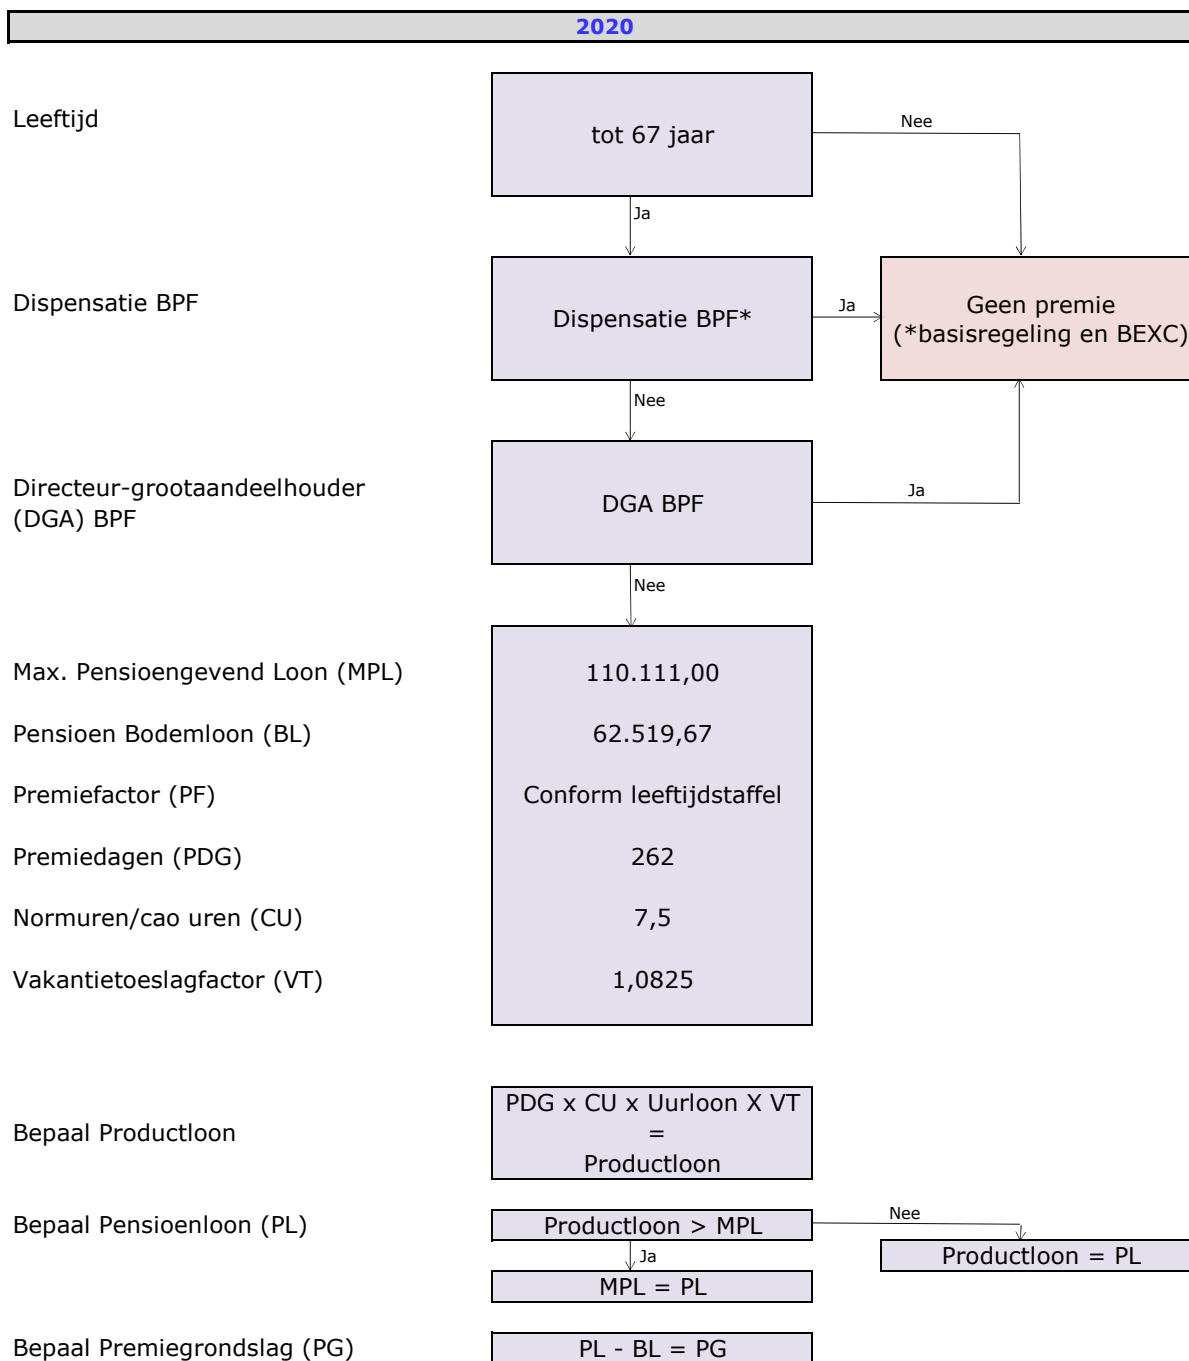 2020
Leeftijd
tot 67 jaar
Nee
Ja
Dispensatie BPF
Dispensatie BPF*
Ja
Geen premie
(*basisregeling en BEXC)
Nee
Directeur-grootaandeelhouder
(DGA) BPF
DGA BPF
Ja
Nee
Max. Pensioengevend Loon (MPL)
110.111,00
Pensioen Bodemloon (BL)
62.519,67
Premiefactor (PF)
Conform leeftijdstaffel
Premiedagen (PDG)
262
Normuren/cao uren (CU)
7,5
Vakantietoeslagfactor (VT)
1,0825
Bepaal Productloon
PDG x CU x Uurloon X VT
=
Productloon
Bepaal Pensioenloon (PL)
Productloon > MPL
Nee
Productloon = PL
Ja
MPL = PL
Bepaal Premiegrondslag (PG)
PL - BL = PG